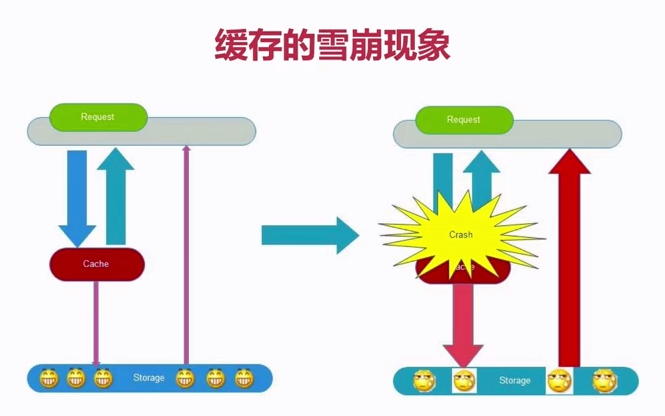 缓存的雪崩现象
Request
Request
Crash
Cache
Storage
Storage